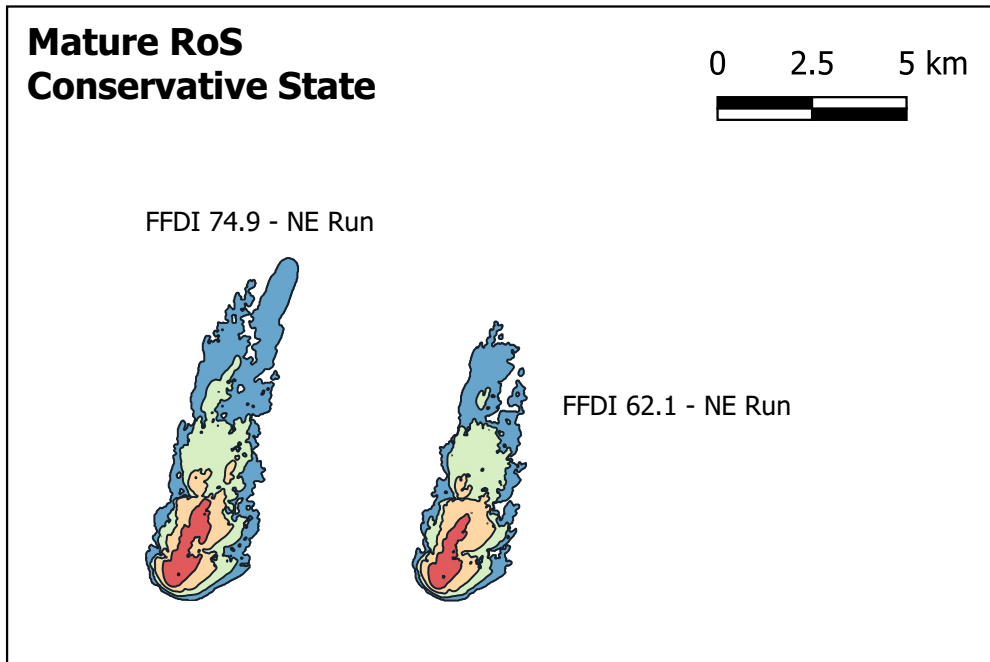 Mature RoS
Conservative State
0 2.5 5 km
FFDI 74.9 - NE Run
FFDI 62.1 - NE Run